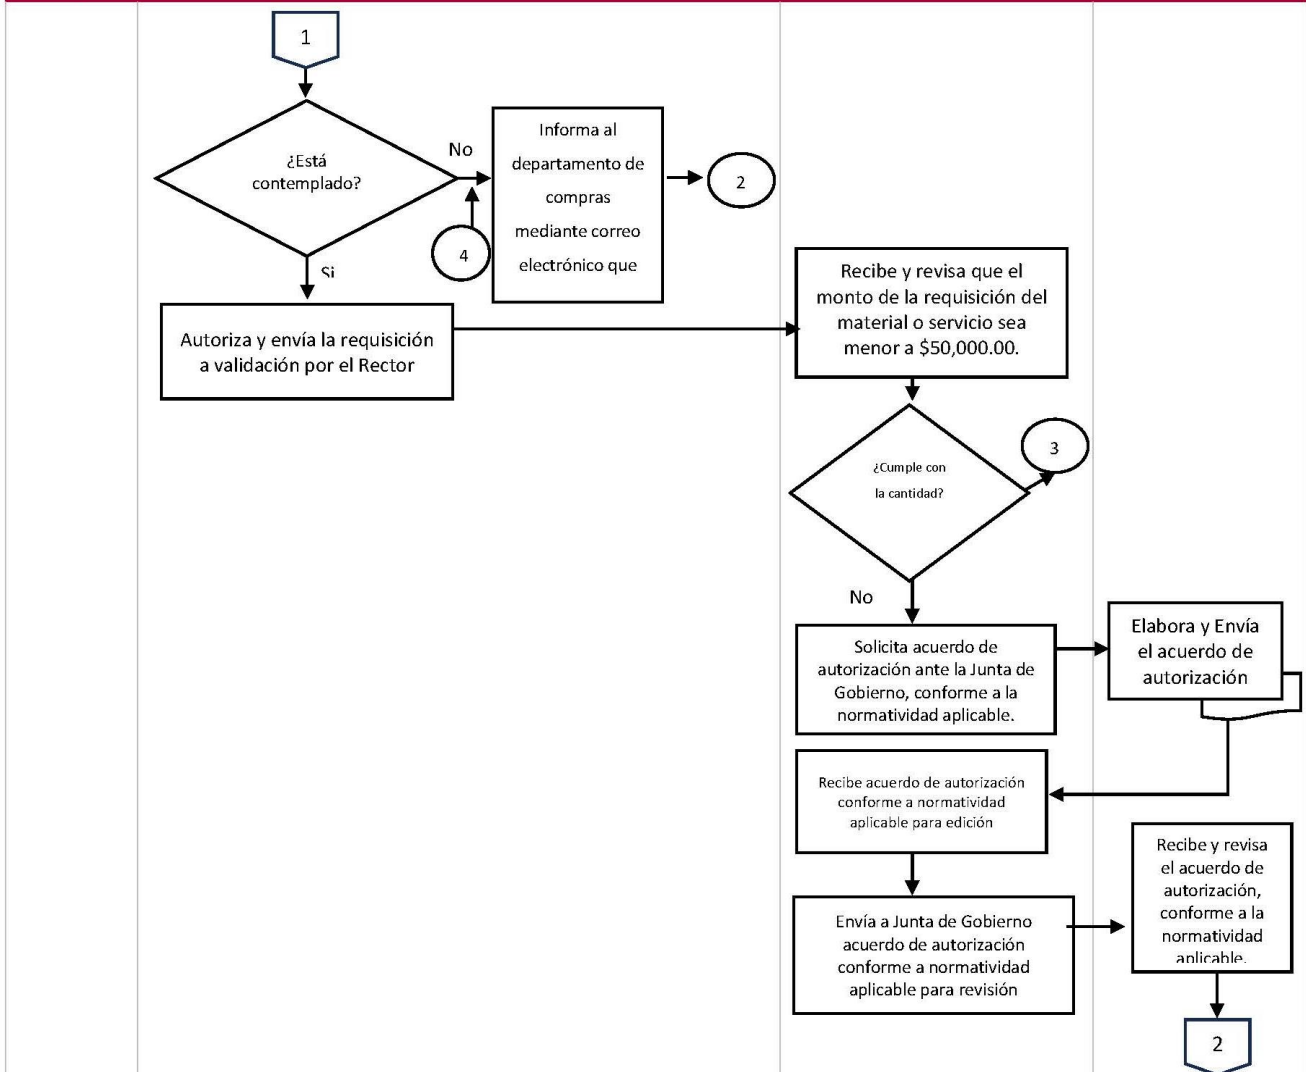 1
¿Está
contemplado?
No
Si
4
Informa al
departamento de
compras
mediante correo
electrónico que
2
Autoriza y envía la requisición
a validación por el Rector
Recibe y revisa que el
monto de la requisición del
material o servicio sea
menor a $50,000.00.
¿Cumple con
la cantidad?
3
No
Solicita acuerdo de
autorización ante la Junta de
Gobierno, conforme a la
normatividad aplicable.
Elabora y Envía
el acuerdo de
autorización
Recibe acuerdo de autorización
conforme a normatividad
aplicable para edición
Envía a Junta de Gobierno
acuerdo de autorización
conforme a normatividad
aplicable para revisión
Recibe y revisa
el acuerdo de
autorización,
conforme a la
normatividad
aplicable.
2